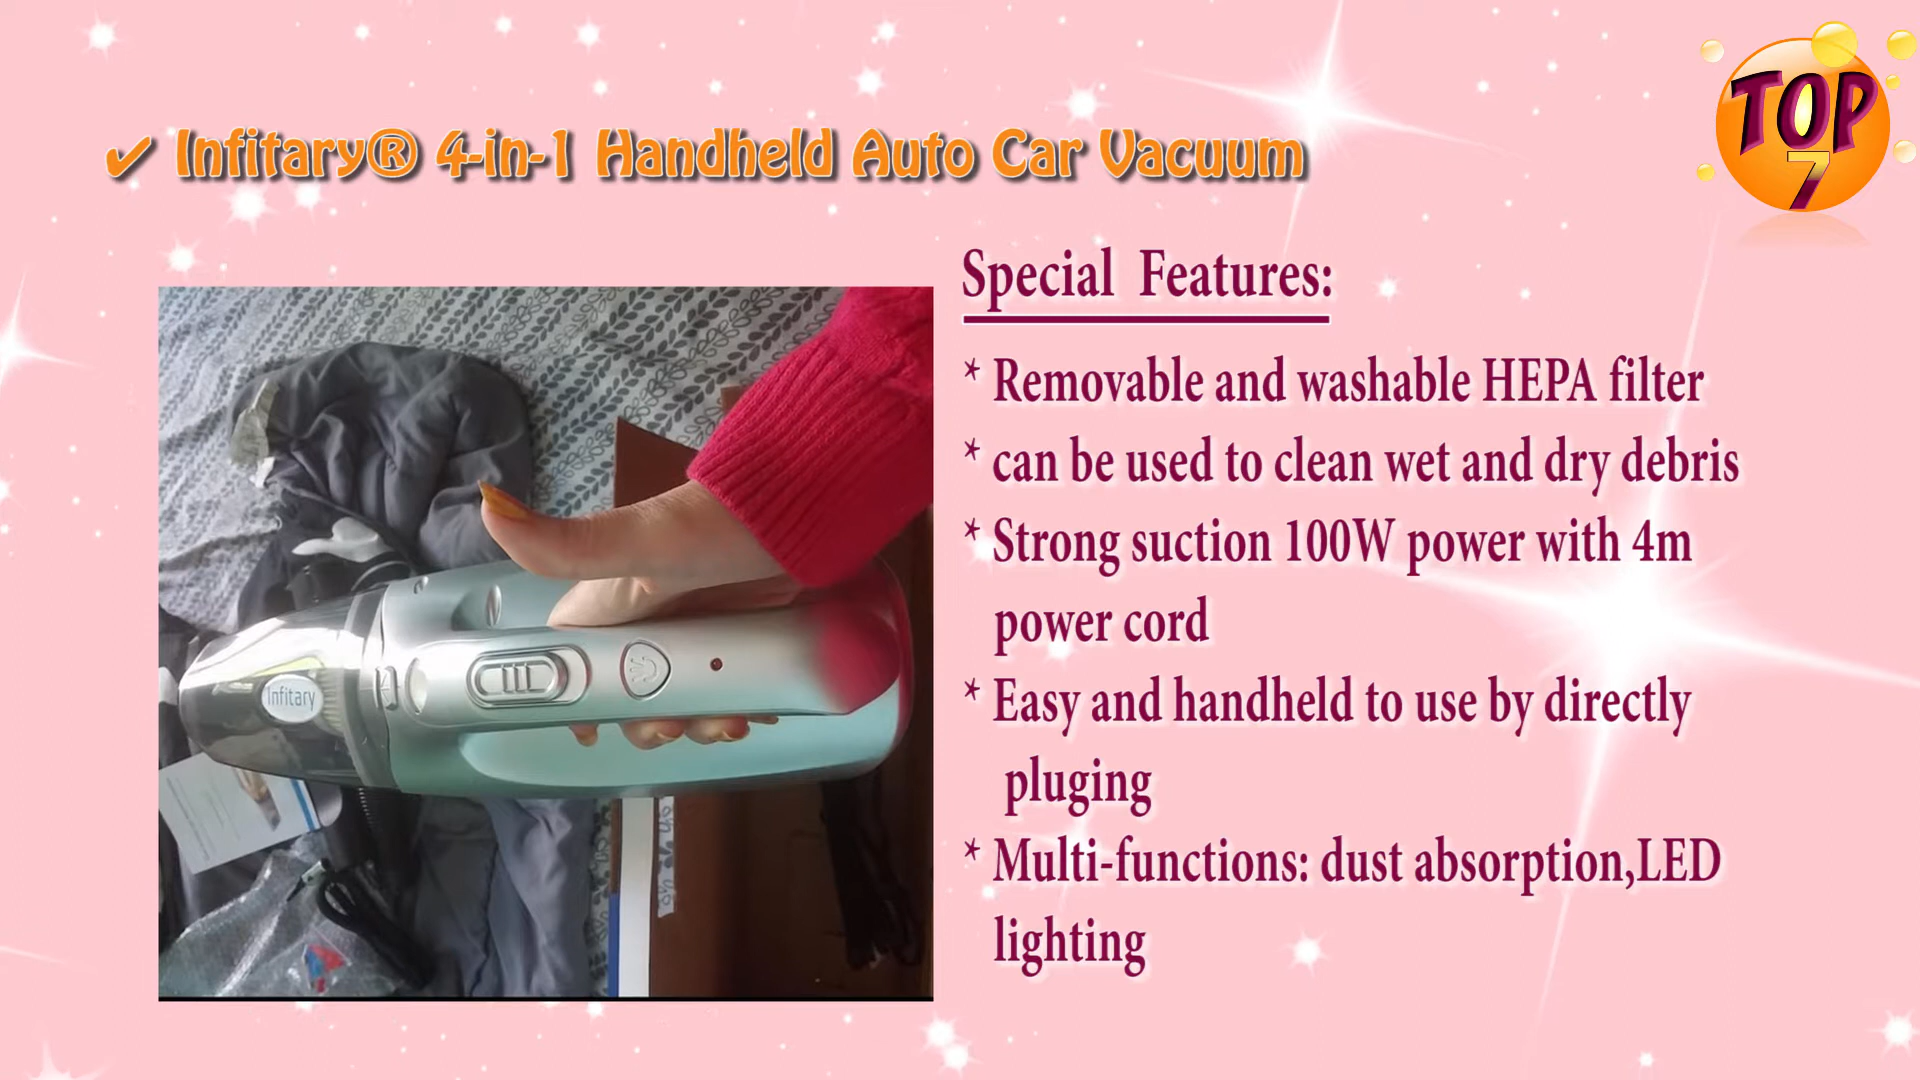 TOP
7
✔ Infitary® 4-in-1 Handheld Auto Car Vacuum
Special Features:
* Removable and washable HEPA filter
* can be used to clean wet and dry debris
* Strong suction 100W power with 4m
power cord
* Easy and handheld to use by directly
pluging
* Multi-functions: dust absorption,LED
lighting
Infitary